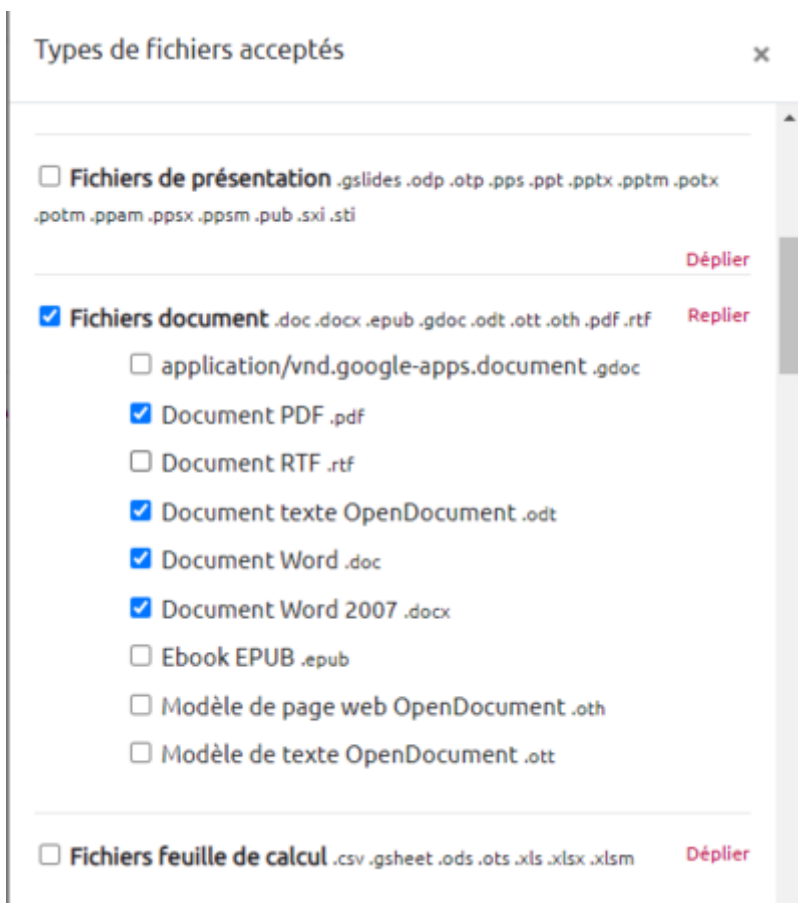 Types de fichiers acceptés ×
Fichiers de présentation .gslides .odp .otp .pps .ppt .pptx .pptm .potx
.potm .ppam .ppsx .ppsm .pub .sxi .sti
Déplier
Fichiers document .doc .docx .epub .gdoc .odt .ott .oth .pdf .rtf Replier
application/vnd.google-apps.document .gdoc
Document PDF .pdf
Document RTF .rtf
Document texte OpenDocument .odt
Document Word .doc
Document Word 2007 .docx
Ebook EPUB .epub
Modèle de page web OpenDocument .oth
Modèle de texte OpenDocument .ott
Fichiers feuille de calcul .csv .gsheet .ods .ots .xls .xlsx .xlsm Déplier